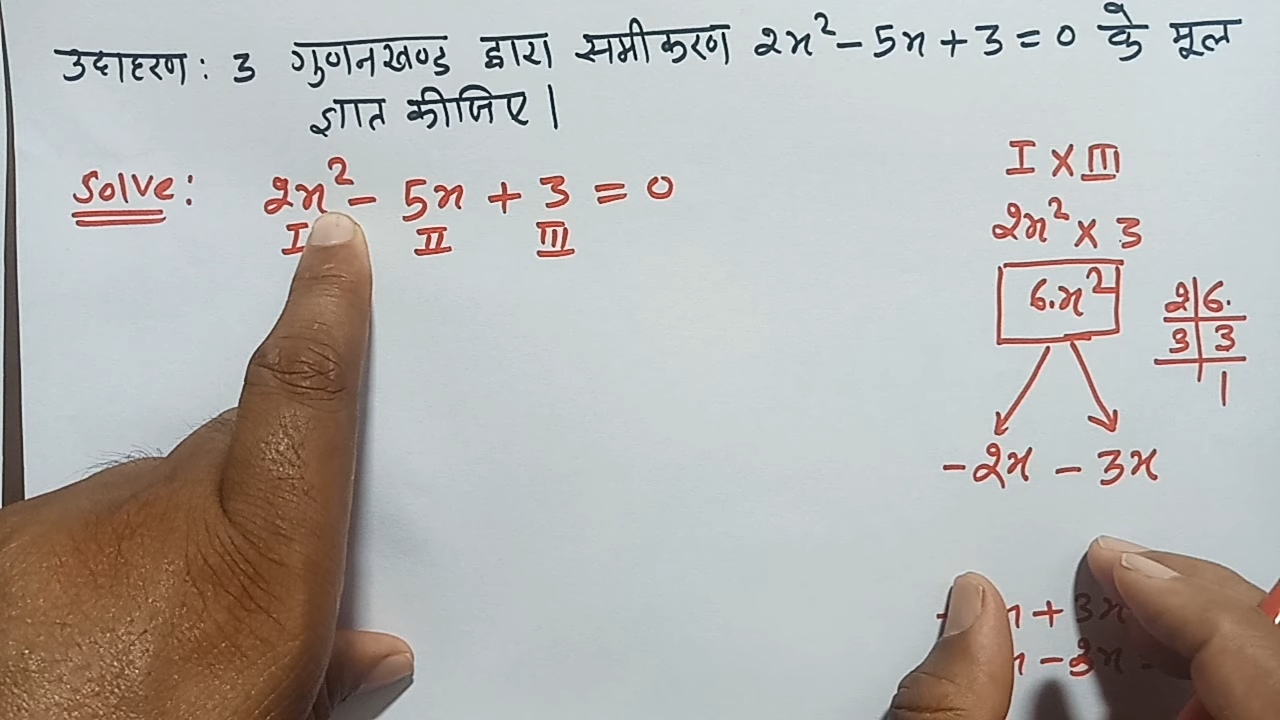 उदाहरण: 3 गुणनखण्ड द्वारा समीकरण 2x² - 5x + 3 = 0 के मूल
ज्ञात कीजिए।
Solve: 2x² - 5x + 3 = 0
I II III
I X III
2x² × 3
6.x²
2|6.
3|3
|1
-2x - 3x
+ 3x